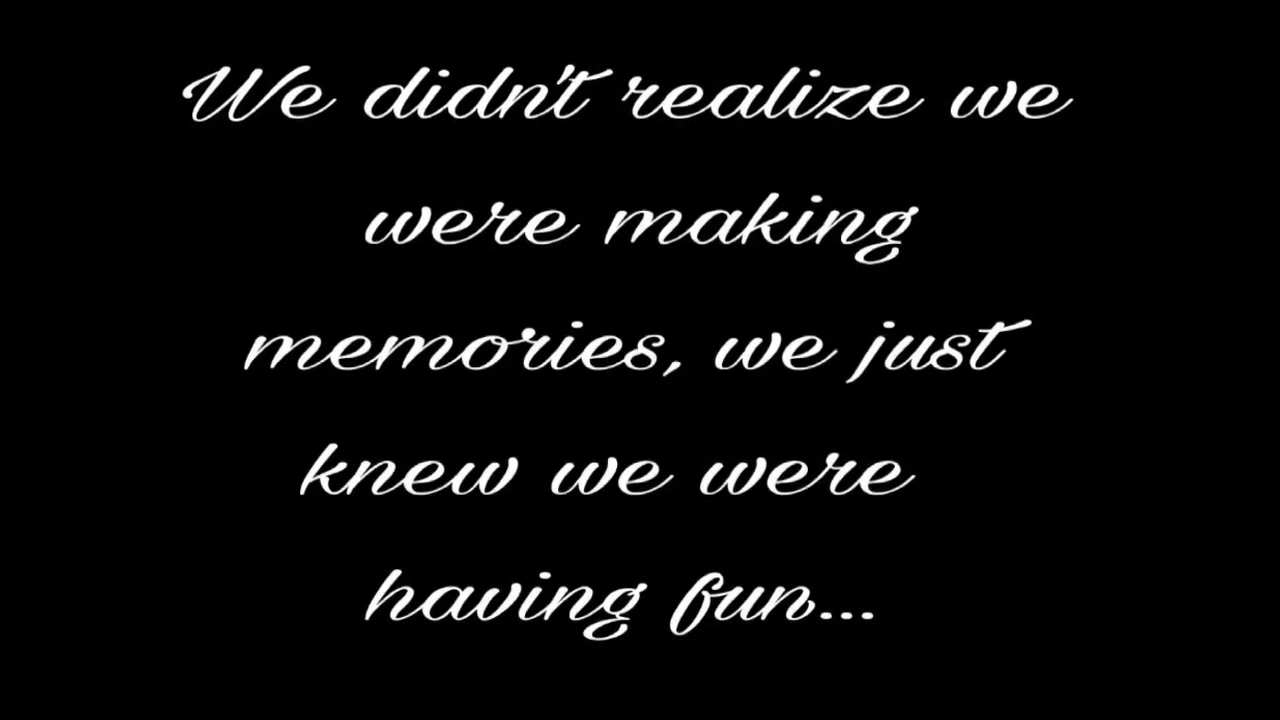 We didn't realize we
were making
memories, we just
knew we were
having fun...